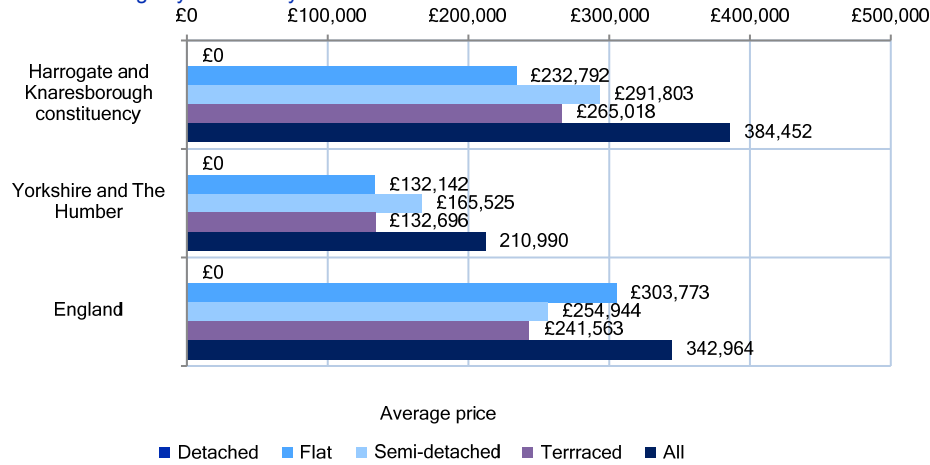 £0 £100,000 £200,000 £300,000 £400,000 £500,000
Harrogate and
Knaresborough
constituency
£0
£232,792
£291,803
£265,018
384,452
Yorkshire and The
Humber
£0
£132,142
£165,525
£132,696
210,990
England
£0
£303,773
£254,944
£241,563
342,964
Average price
Detached Flat Semi-detached Terrraced All